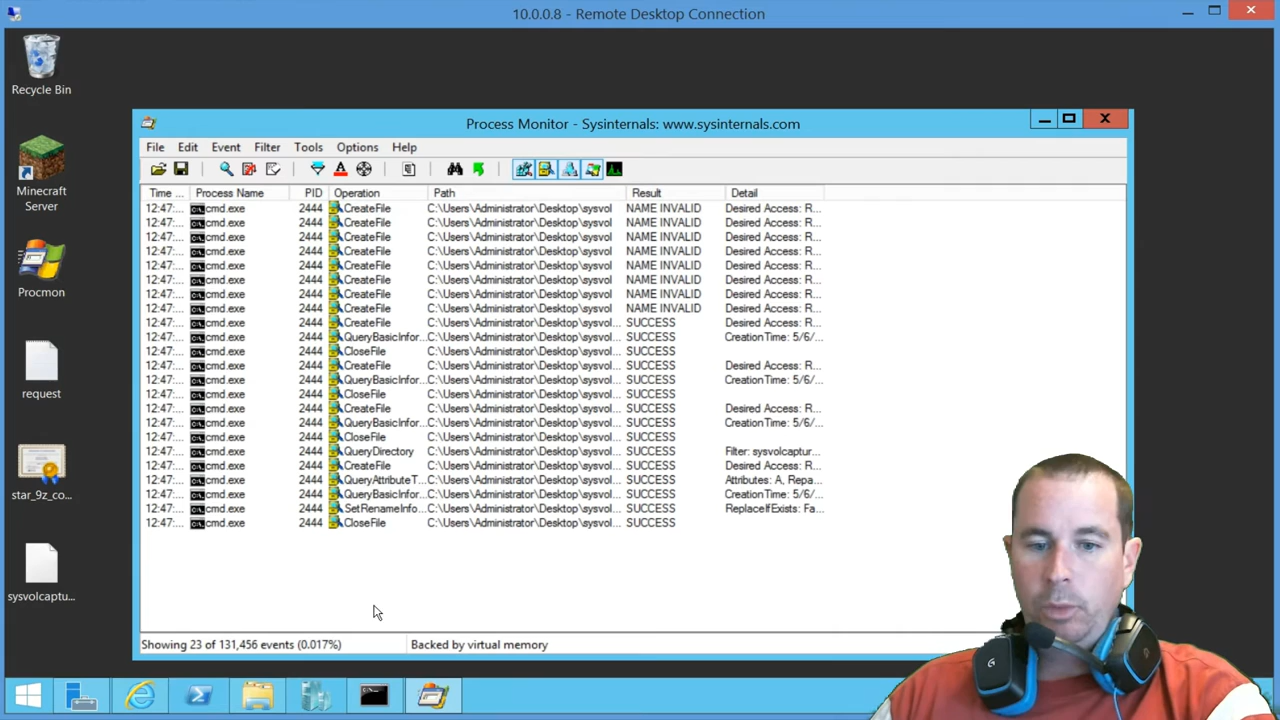 10.0.0.8 - Remote Desktop Connection
Recycle Bin
Minecraft
Server
Procmon
request
star_9z_co...
sysvolcaptu...
Process Monitor - Sysinternals: www.sysinternals.com
File Edit Event Filter Tools Options Help
Time ... Process Name PID Operation Path Result Detail
12:47:... cmd.exe 2444 CreateFile C:\Users\Administrator\Desktop\sysvol NAME INVALID Desired Access: R...
12:47:... cmd.exe 2444 CreateFile C:\Users\Administrator\Desktop\sysvol NAME INVALID Desired Access: R...
12:47:... cmd.exe 2444 CreateFile C:\Users\Administrator\Desktop\sysvol NAME INVALID Desired Access: R...
12:47:... cmd.exe 2444 CreateFile C:\Users\Administrator\Desktop\sysvol NAME INVALID Desired Access: R...
12:47:... cmd.exe 2444 CreateFile C:\Users\Administrator\Desktop\sysvol NAME INVALID Desired Access: R...
12:47:... cmd.exe 2444 CreateFile C:\Users\Administrator\Desktop\sysvol NAME INVALID Desired Access: R...
12:47:... cmd.exe 2444 CreateFile C:\Users\Administrator\Desktop\sysvol NAME INVALID Desired Access: R...
12:47:... cmd.exe 2444 CreateFile C:\Users\Administrator\Desktop\sysvol NAME INVALID Desired Access: R...
12:47:... cmd.exe 2444 CreateFile C:\Users\Administrator\Desktop\sysvol... SUCCESS Desired Access: R...
12:47:... cmd.exe 2444 QueryBasicInfor... C:\Users\Administrator\Desktop\sysvol... SUCCESS CreationTime: 5/6/...
12:47:... cmd.exe 2444 CloseFile C:\Users\Administrator\Desktop\sysvol... SUCCESS
12:47:... cmd.exe 2444 CreateFile C:\Users\Administrator\Desktop\sysvol... SUCCESS Desired Access: R...
12:47:... cmd.exe 2444 QueryBasicInfor... C:\Users\Administrator\Desktop\sysvol... SUCCESS CreationTime: 5/6/...
12:47:... cmd.exe 2444 CloseFile C:\Users\Administrator\Desktop\sysvol... SUCCESS
12:47:... cmd.exe 2444 CreateFile C:\Users\Administrator\Desktop\sysvol... SUCCESS Desired Access: R...
12:47:... cmd.exe 2444 QueryBasicInfor... C:\Users\Administrator\Desktop\sysvol... SUCCESS CreationTime: 5/6/...
12:47:... cmd.exe 2444 CloseFile C:\Users\Administrator\Desktop\sysvol... SUCCESS
12:47:... cmd.exe 2444 QueryDirectory C:\Users\Administrator\Desktop\sysvol... SUCCESS Filter: sysvolcaptur...
12:47:... cmd.exe 2444 CreateFile C:\Users\Administrator\Desktop\sysvol... SUCCESS Desired Access: R...
12:47:... cmd.exe 2444 QueryAttributeT... C:\Users\Administrator\Desktop\sysvol... SUCCESS Attributes: A, Repa...
12:47:... cmd.exe 2444 QueryBasicInfor... C:\Users\Administrator\Desktop\sysvol... SUCCESS CreationTime: 5/6/...
12:47:... cmd.exe 2444 SetRenameInfo... C:\Users\Administrator\Desktop\sysvol... SUCCESS ReplaceIfExists: Fa...
12:47:... cmd.exe 2444 CloseFile C:\Users\Administrator\Desktop\sysvol... SUCCESS
Showing 23 of 131,456 events (0.017%) Backed by virtual memory